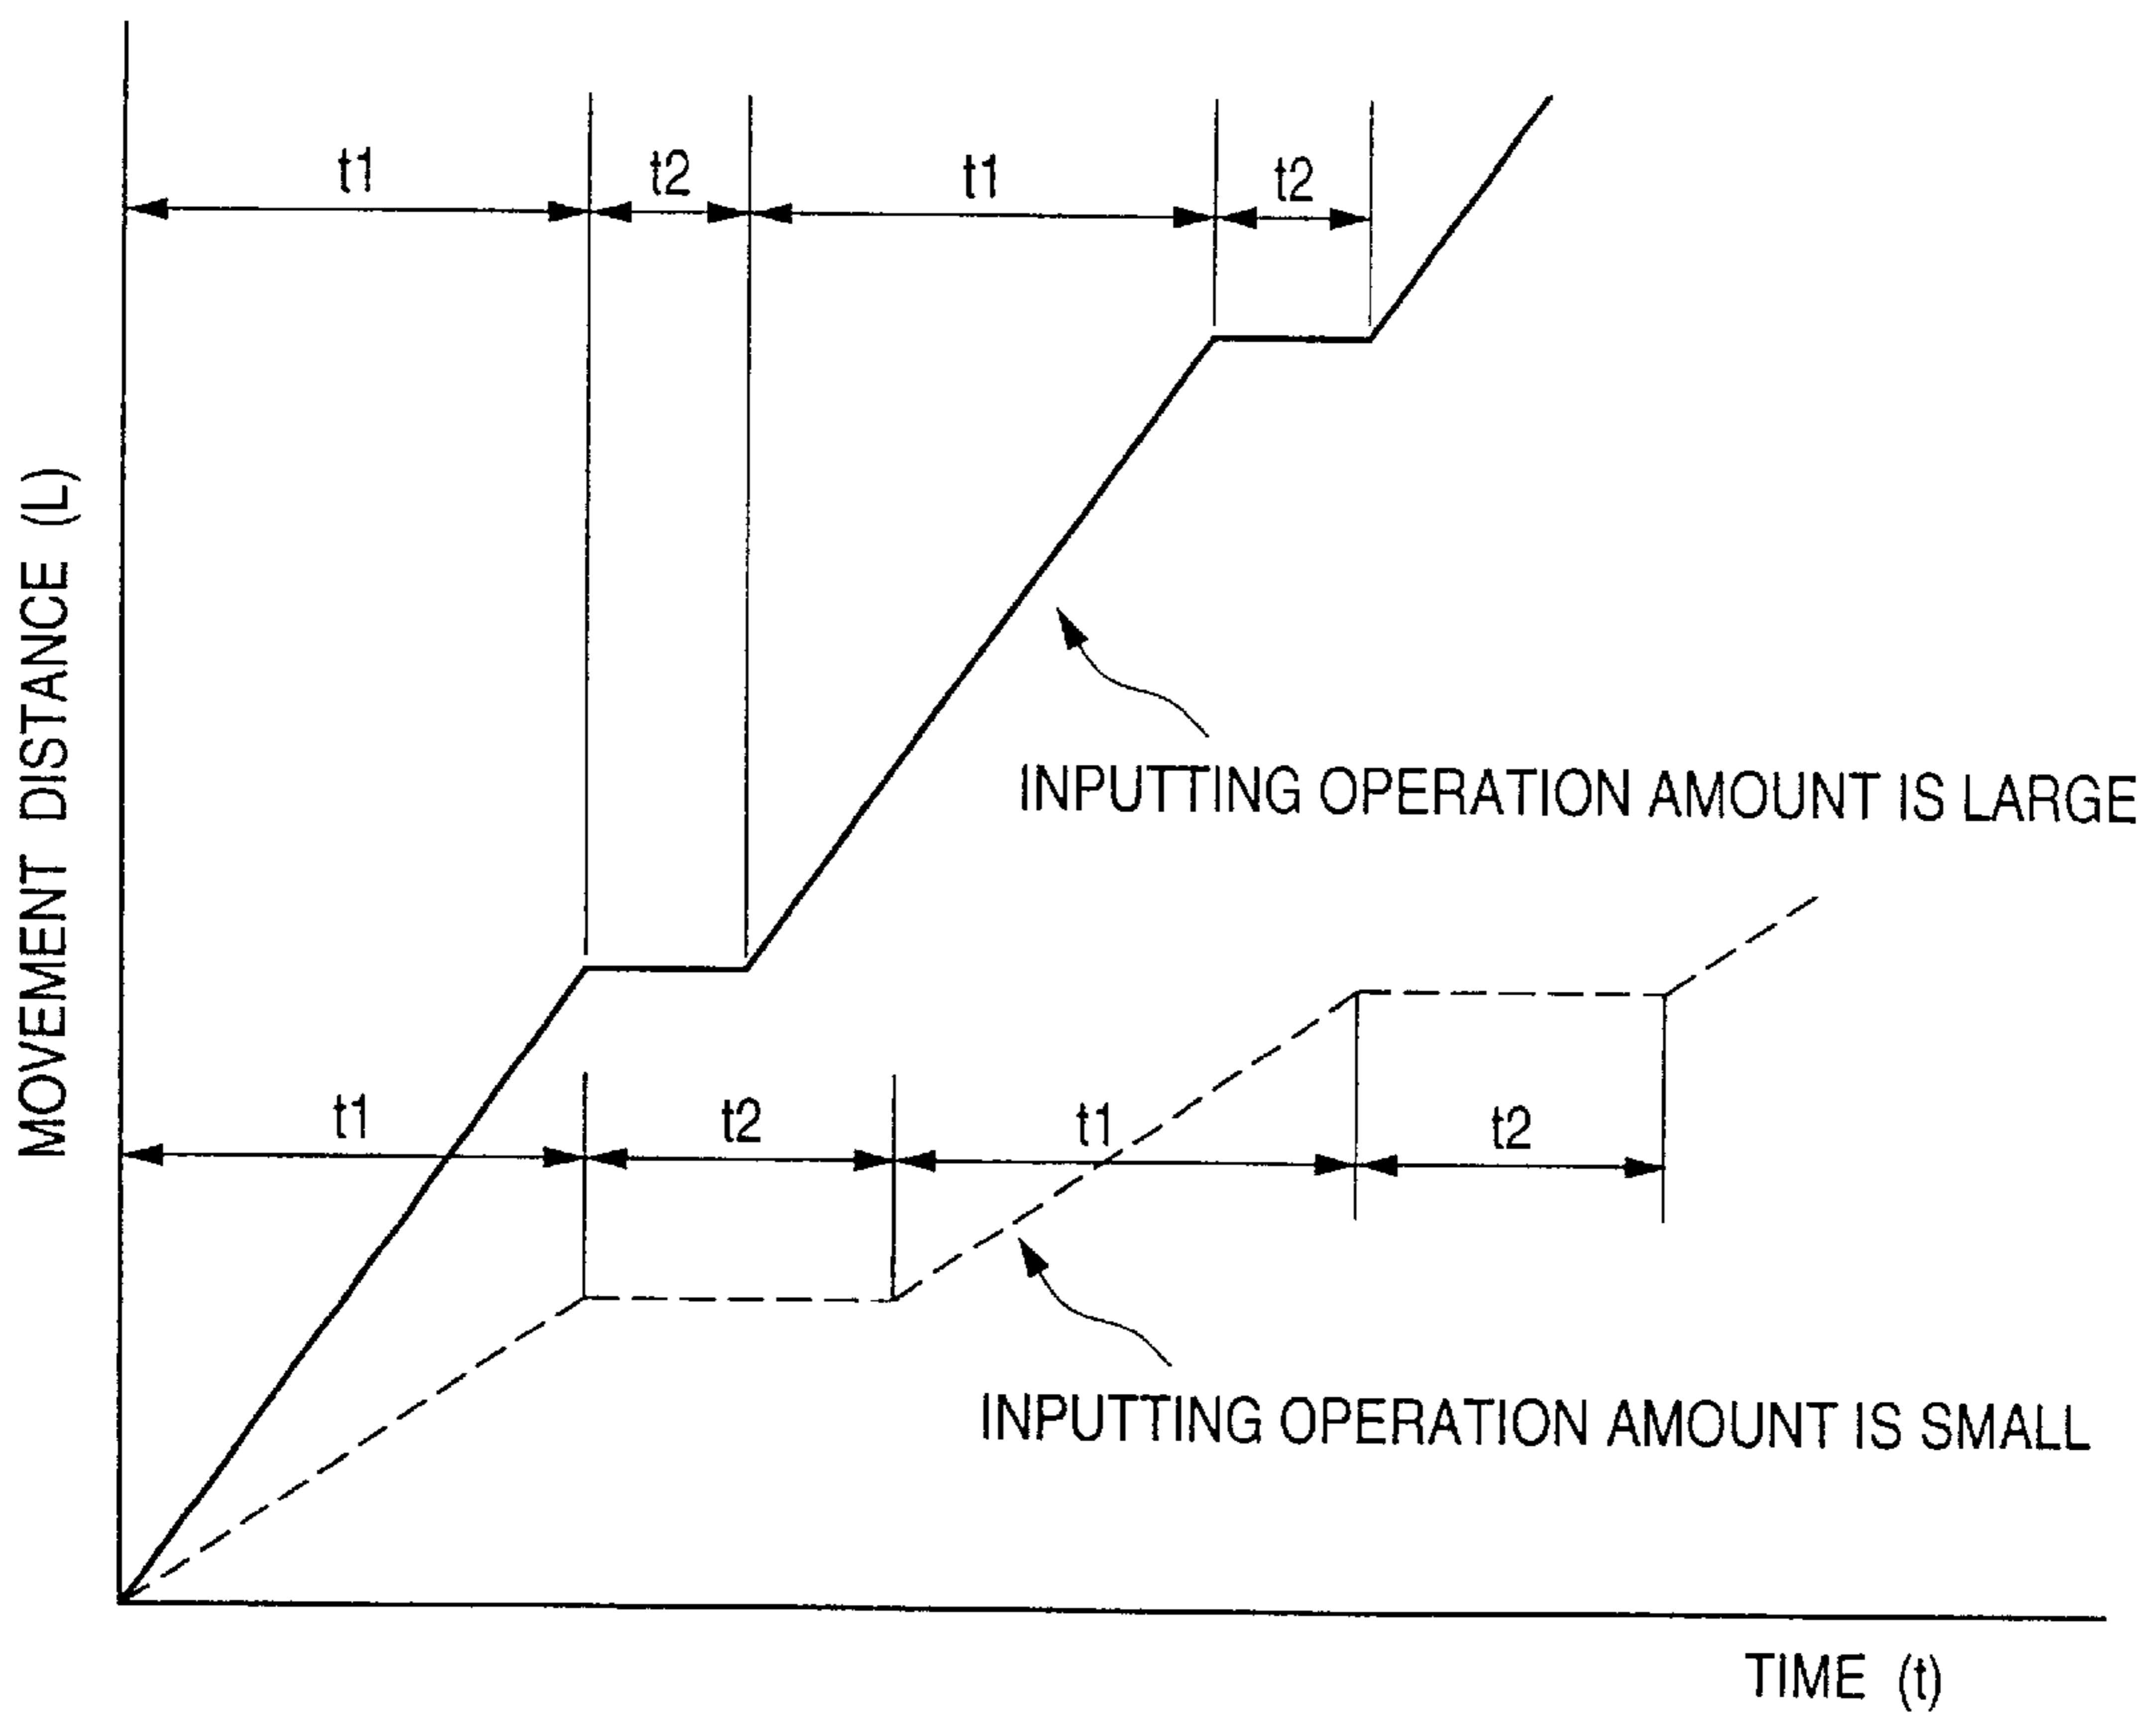 t1
t2
t1
t2
MOVEMENT DISTANCE (L)
INPUTTING OPERATION AMOUNT IS LARGE
t1
t2
t1
t2
INPUTTING OPERATION AMOUNT IS SMALL
TIME (t)